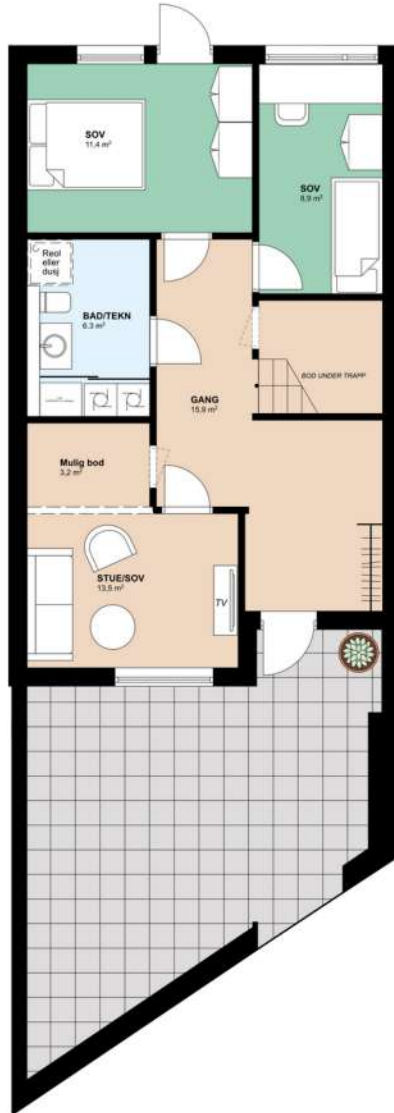 SOV
11,4 m²
SOV
8,9 m²
Reol
eller
dusj
BAD/TEKN
6,3 m²
BOD UNDER TRAPP
GANG
15,9 m²
Mulig bod
3,2 m²
STUE/SOV
13,5 m²
TV